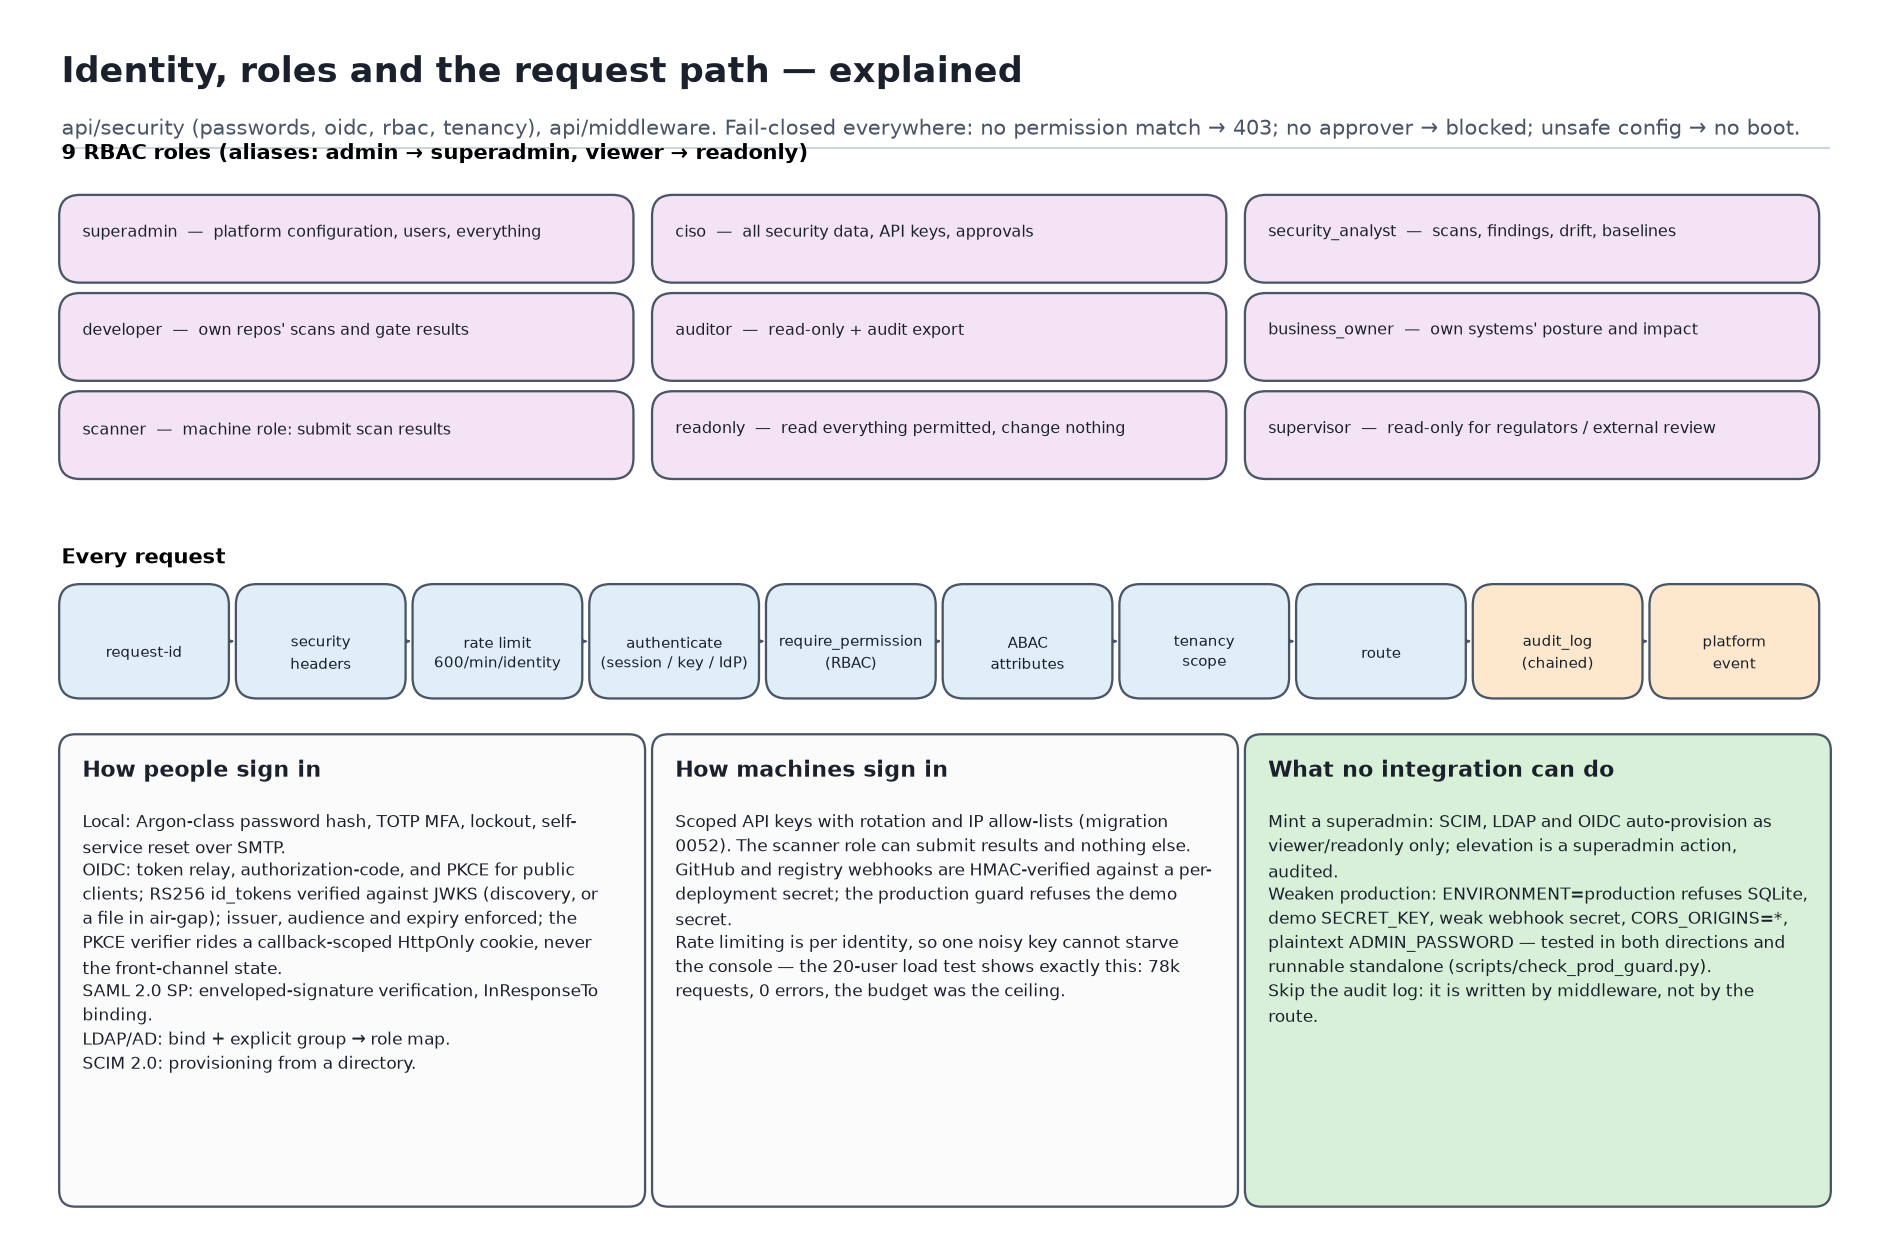 Identity, roles and the request path — explained
api/security (passwords, oidc, rbac, tenancy), api/middleware. Fail-closed everywhere: no permission match → 403; no approver → blocked; unsafe config → no boot.
9 RBAC roles (aliases: admin → superadmin, viewer → readonly)
superadmin — platform configuration, users, everything
ciso — all security data, API keys, approvals
security_analyst — scans, findings, drift, baselines
developer — own repos' scans and gate results
auditor — read-only + audit export
business_owner — own systems' posture and impact
scanner — machine role: submit scan results
readonly — read everything permitted, change nothing
supervisor — read-only for regulators / external review
Every request
request-id
security
headers
rate limit
600/min/identity
authenticate
(session / key / IdP)
require_permission
(RBAC)
ABAC
attributes
tenancy
scope
route
audit_log
(chained)
platform
event
How people sign in
Local: Argon-class password hash, TOTP MFA, lockout, self-
service reset over SMTP.
OIDC: token relay, authorization-code, and PKCE for public
clients; RS256 id_tokens verified against JWKS (discovery, or
a file in air-gap); issuer, audience and expiry enforced; the
PKCE verifier rides a callback-scoped HttpOnly cookie, never
the front-channel state.
SAML 2.0 SP: enveloped-signature verification, InResponseTo
binding.
LDAP/AD: bind + explicit group → role map.
SCIM 2.0: provisioning from a directory.
How machines sign in
Scoped API keys with rotation and IP allow-lists (migration
0052). The scanner role can submit results and nothing else.
GitHub and registry webhooks are HMAC-verified against a per-
deployment secret; the production guard refuses the demo
secret.
Rate limiting is per identity, so one noisy key cannot starve
the console — the 20-user load test shows exactly this: 78k
requests, 0 errors, the budget was the ceiling.
What no integration can do
Mint a superadmin: SCIM, LDAP and OIDC auto-provision as
viewer/readonly only; elevation is a superadmin action,
audited.
Weaken production: ENVIRONMENT=production refuses SQLite,
demo SECRET_KEY, weak webhook secret, CORS_ORIGINS=*,
plaintext ADMIN_PASSWORD — tested in both directions and
runnable standalone (scripts/check_prod_guard.py).
Skip the audit log: it is written by middleware, not by the
route.